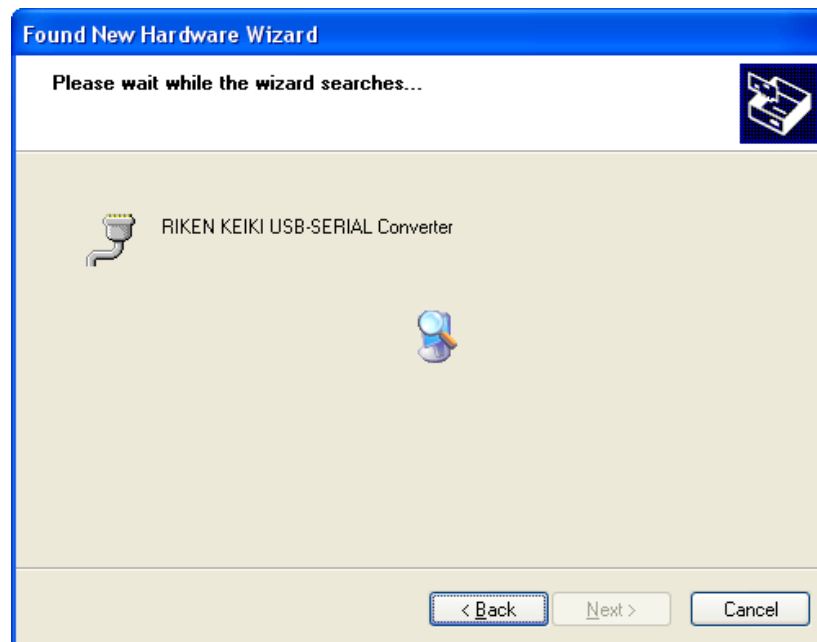 Found New Hardware Wizard
Please wait while the wizard searches...
RIKEN KEIKI USB-SERIAL Converter
< Back
Next >
Cancel